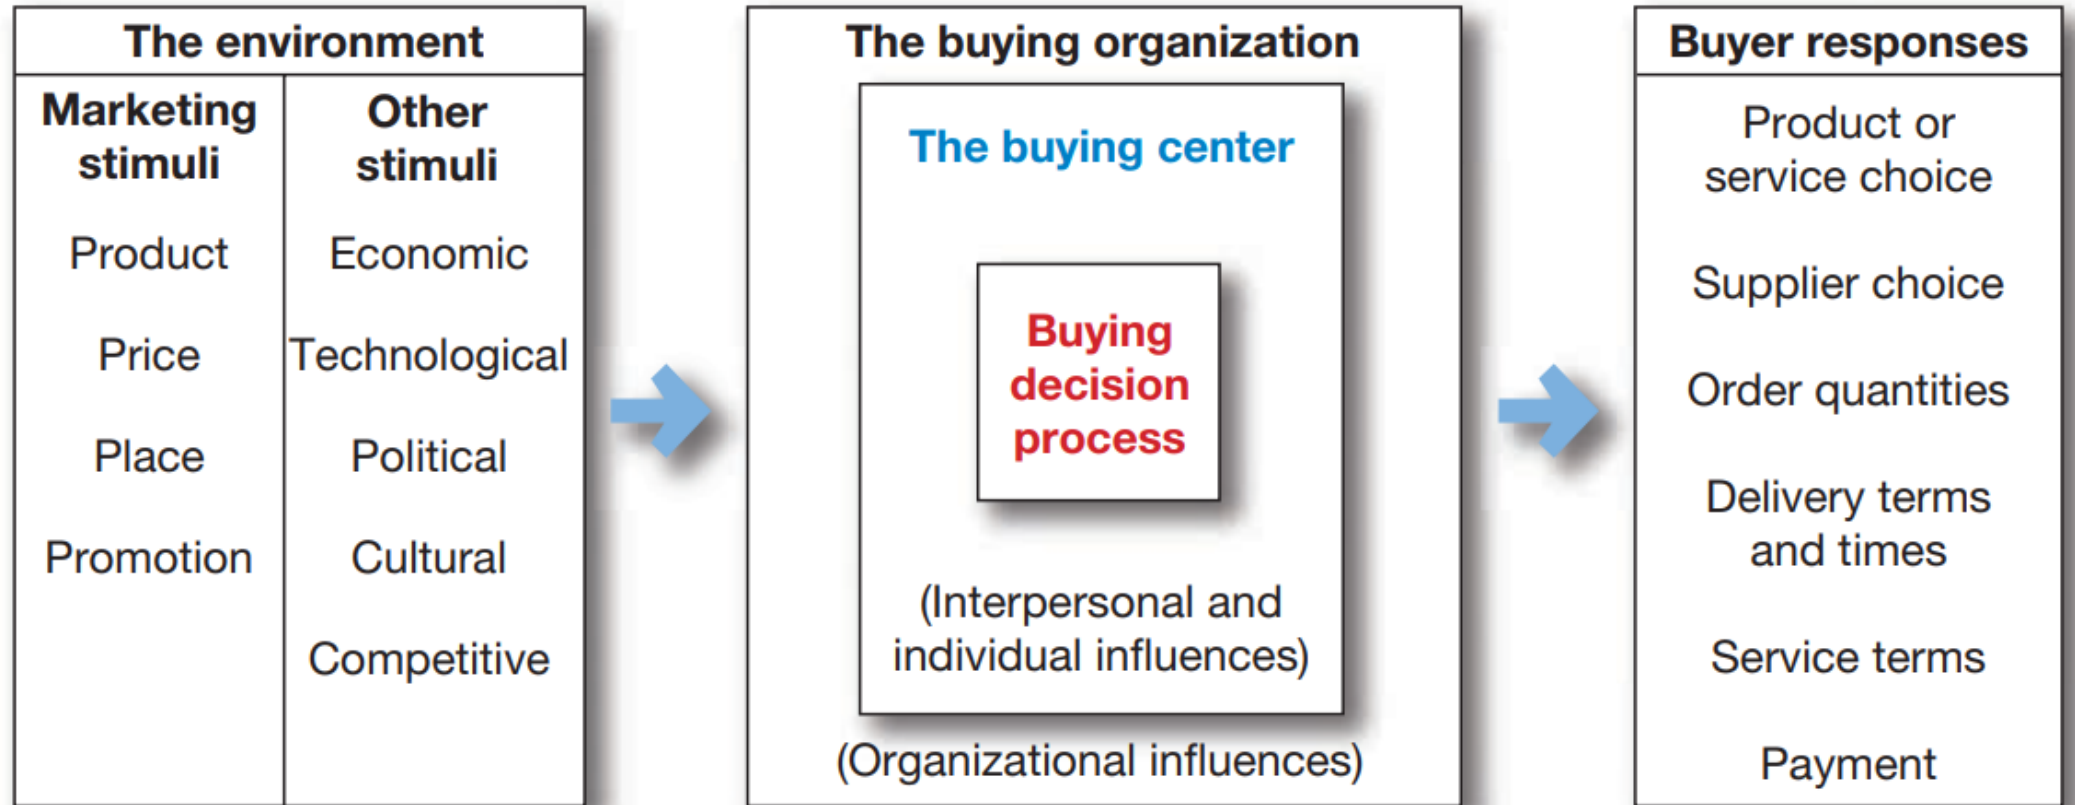 The environment
Marketing
stimuli
Product
Price
Place
Promotion
Other
stimuli
Economic
Technological
Political
Cultural
Competitive
The buying organization
The buying center
Buying
decision
process
(Interpersonal and
individual influences)
(Organizational influences)
Buyer responses
Product or
service choice
Supplier choice
Order quantities
Delivery terms
and times
Service terms
Payment